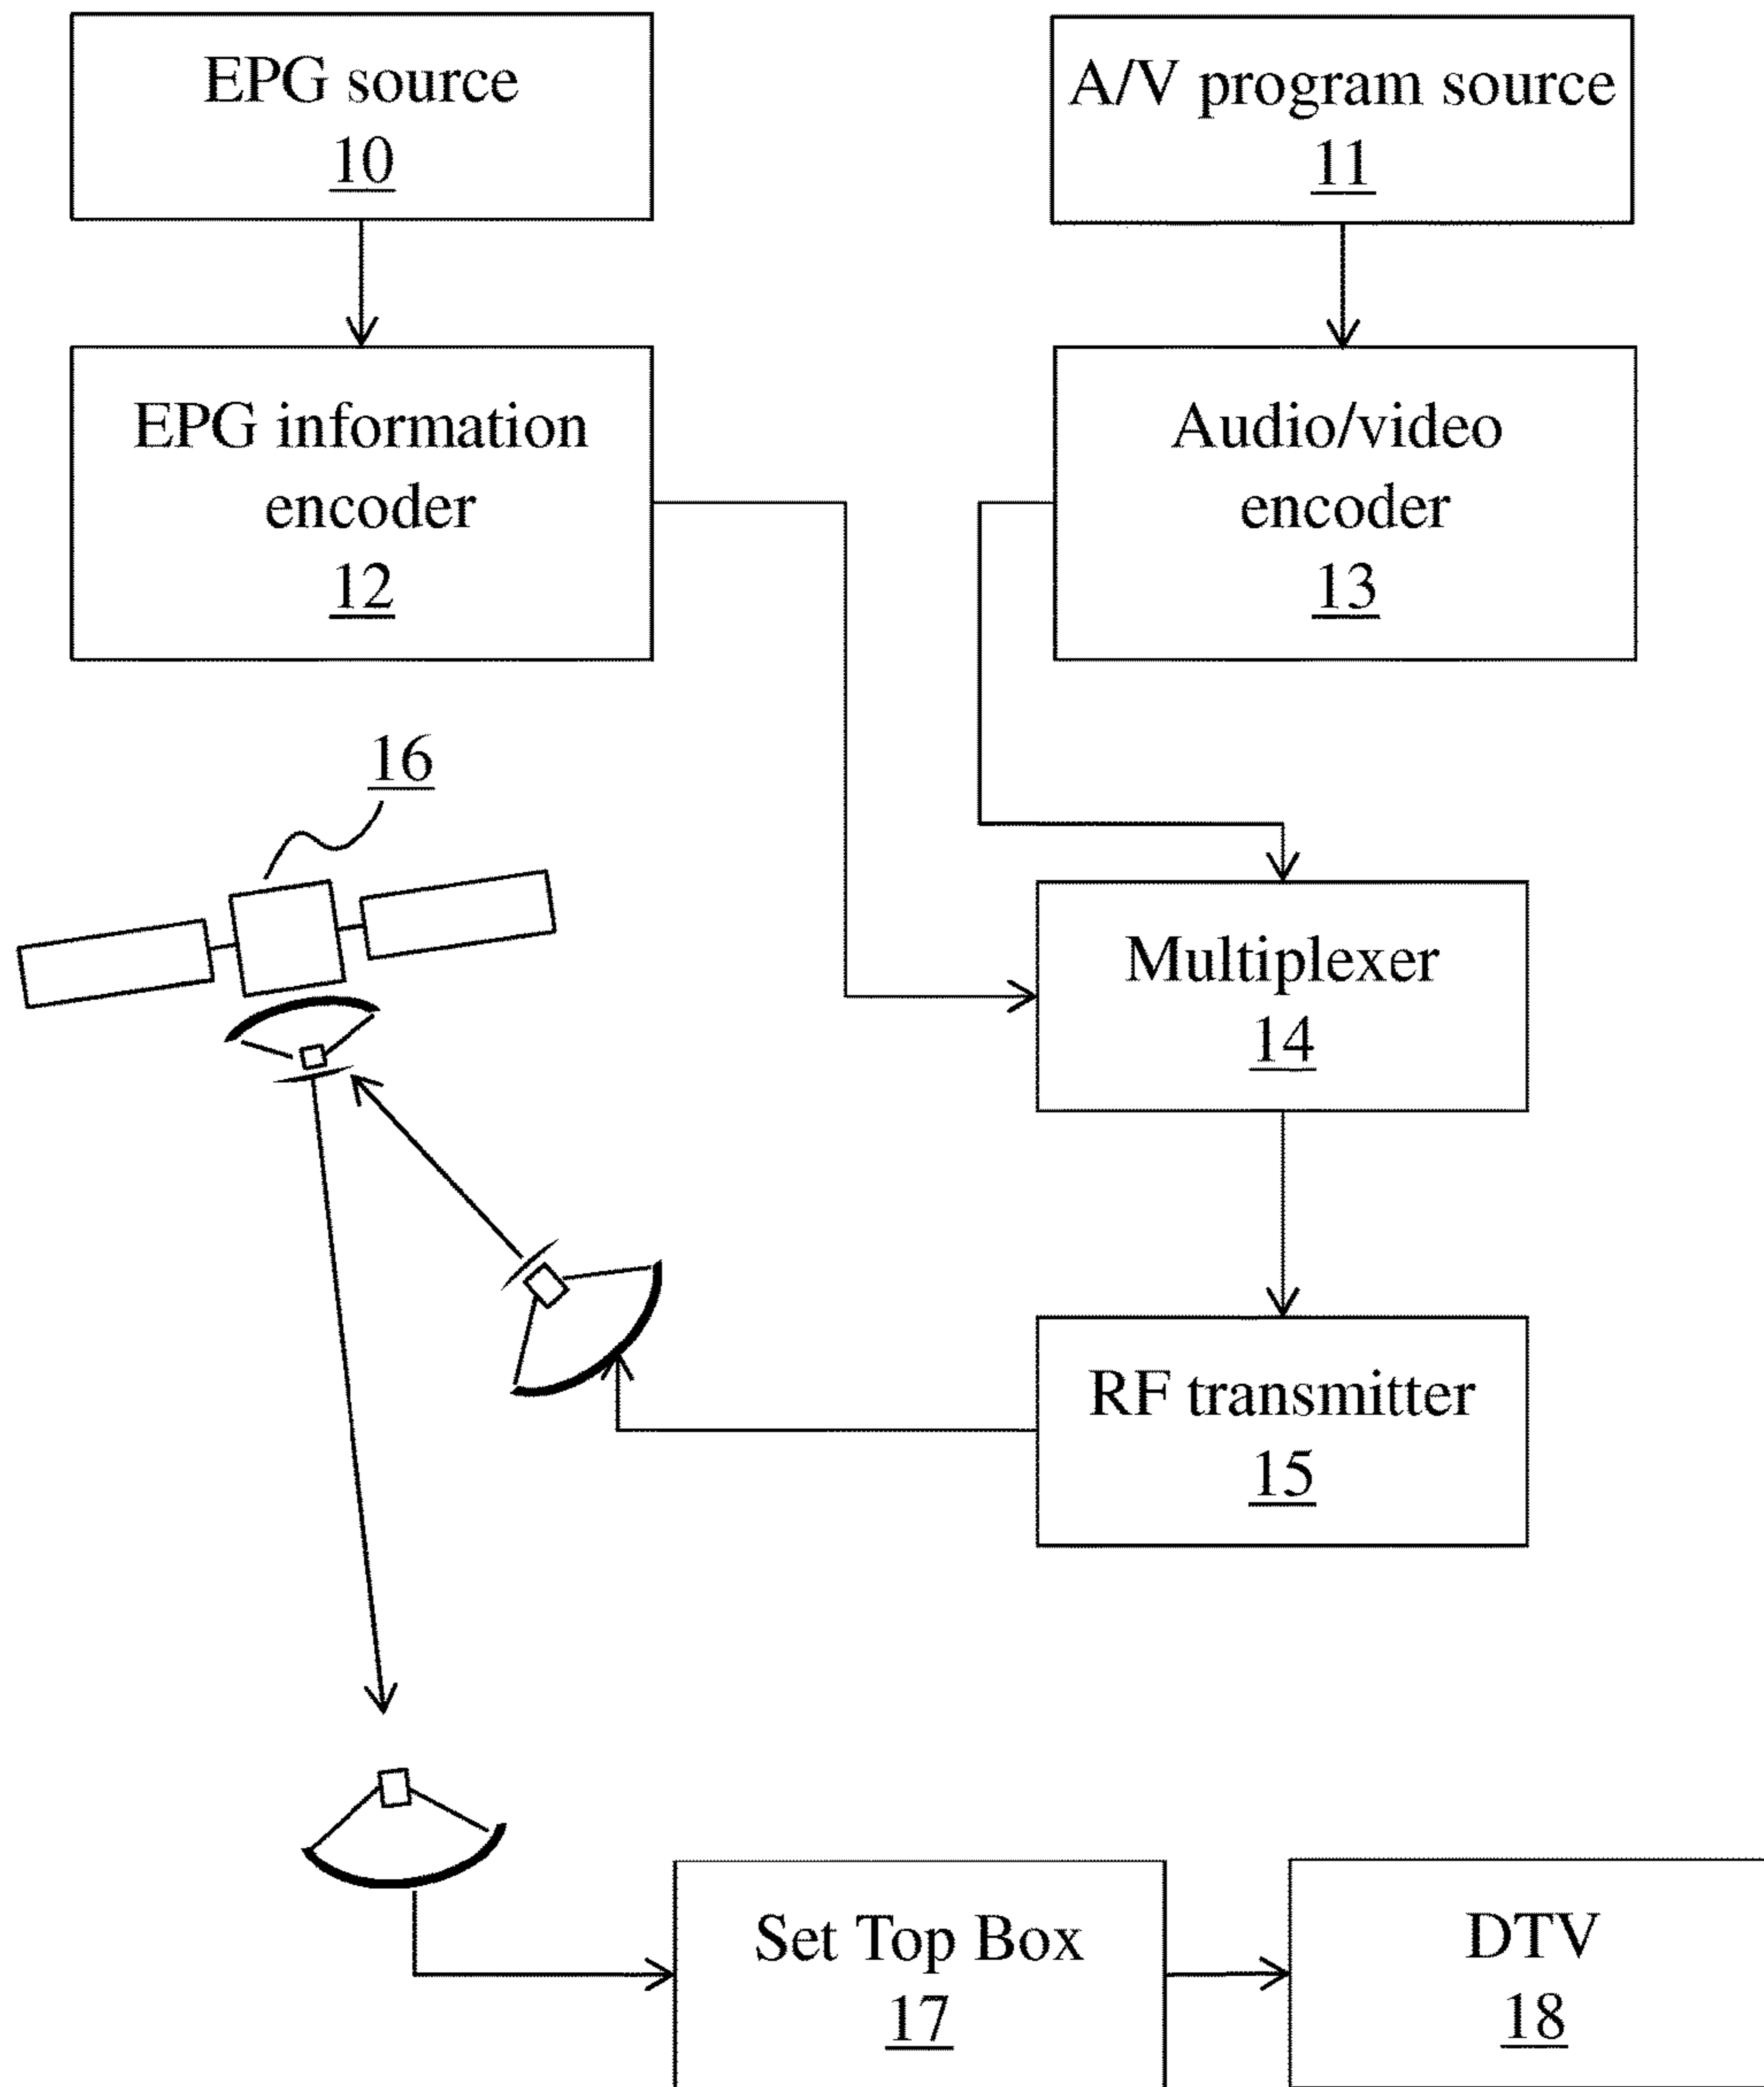 EPG source
10
A/V program source
11
EPG information
encoder
12
Audio/video
encoder
13
16
Multiplexer
14
RF transmitter
15
Set Top Box
17
DTV
18